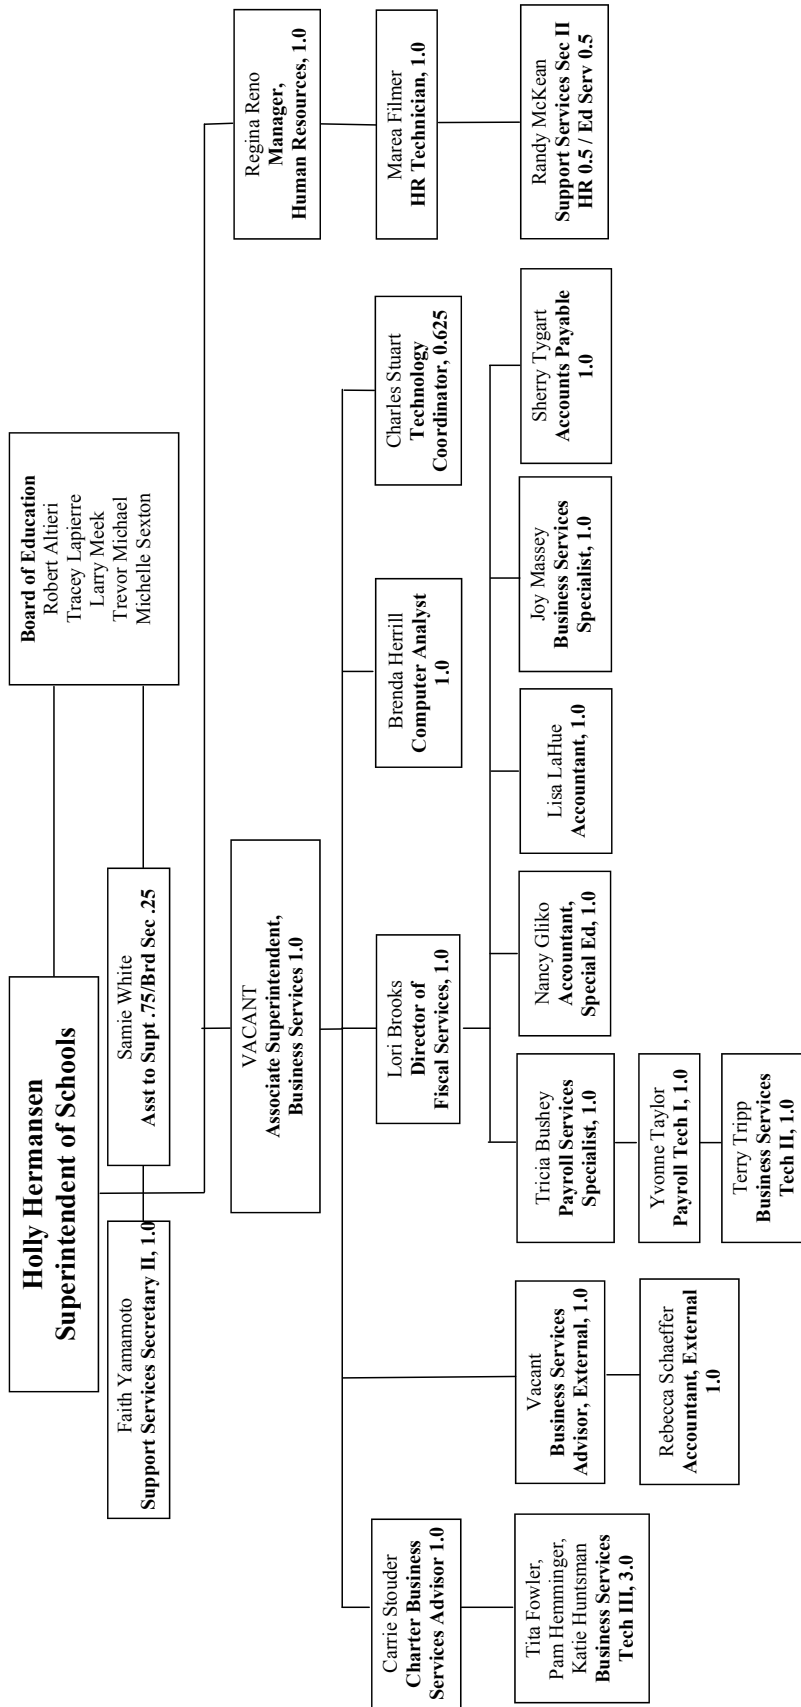 Holly Hermansen
Superintendent of Schools
Board of Education
Robert Altieri
Tracey Lapierre
Larry Meek
Trevor Michael
Michelle Sexton
Faith Yamamoto
Support Services Secretary II, 1.0
Samie White
Asst to Supt .75/Brd Sec .25
VACANT
Associate Superintendent,
Business Services 1.0
Regina Reno
Manager,
Human Resources, 1.0
Carrie Stouder
Charter Business
Services Advisor 1.0
Lori Brooks
Director of
Fiscal Services, 1.0
Brenda Herrill
Computer Analyst
1.0
Charles Stuart
Technology
Coordinator, 0.625
Marea Filmer
HR Technician, 1.0
Tita Fowler,
Pam Hemminger,
Katie Huntsman
Business Services
Tech III, 3.0
Vacant
Business Services
Advisor, External, 1.0
Tricia Bushey
Payroll Services
Specialist, 1.0
Nancy Gliko
Accountant,
Special Ed, 1.0
Lisa LaHue
Accountant, 1.0
Joy Massey
Business Services
Specialist, 1.0
Sherry Tygart
Accounts Payable
1.0
Randy McKean
Support Services Sec II
HR 0.5 / Ed Serv 0.5
Rebecca Schaeffer
Accountant, External
1.0
Yvonne Taylor
Payroll Tech I, 1.0
Terry Tripp
Business Services
Tech II, 1.0